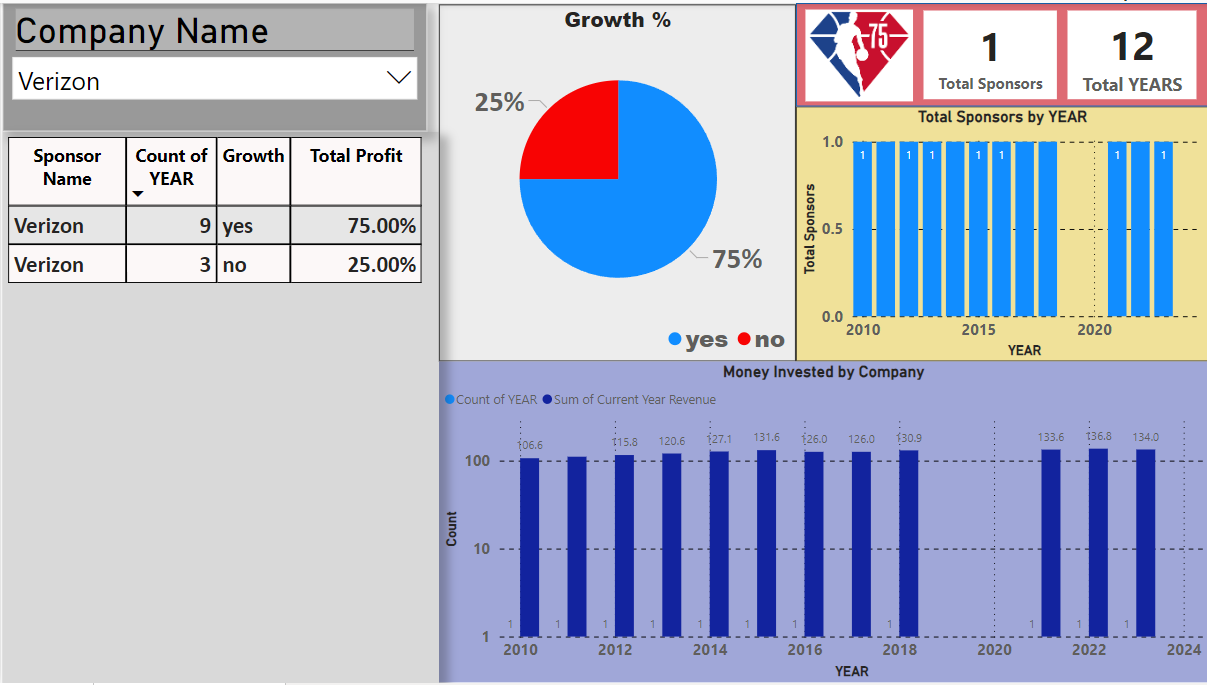 Company Name
Verizon
Sponsor Name
Count of YEAR
Growth
Total Profit
Verizon 9 yes 75.00%
Verizon 3 no 25.00%
Growth %
25%
75%
yes no
75
1
Total Sponsors
12
Total YEARS
Total Sponsors by YEAR
Total Sponsors
1.0
0.5
0.0
1 1 1 1 1 1 1
2010 2015 2020
YEAR
Money Invested by Company
Count of YEAR Sum of Current Year Revenue
Count
106.6 115.8 120.6 127.1 131.6 126.0 126.0 130.9 133.6 136.8 134.0
100
10
1
1 1 1 1 1 1 1 1 1 1 1
2010 2012 2014 2016 2018 2020 2022 2024
YEAR